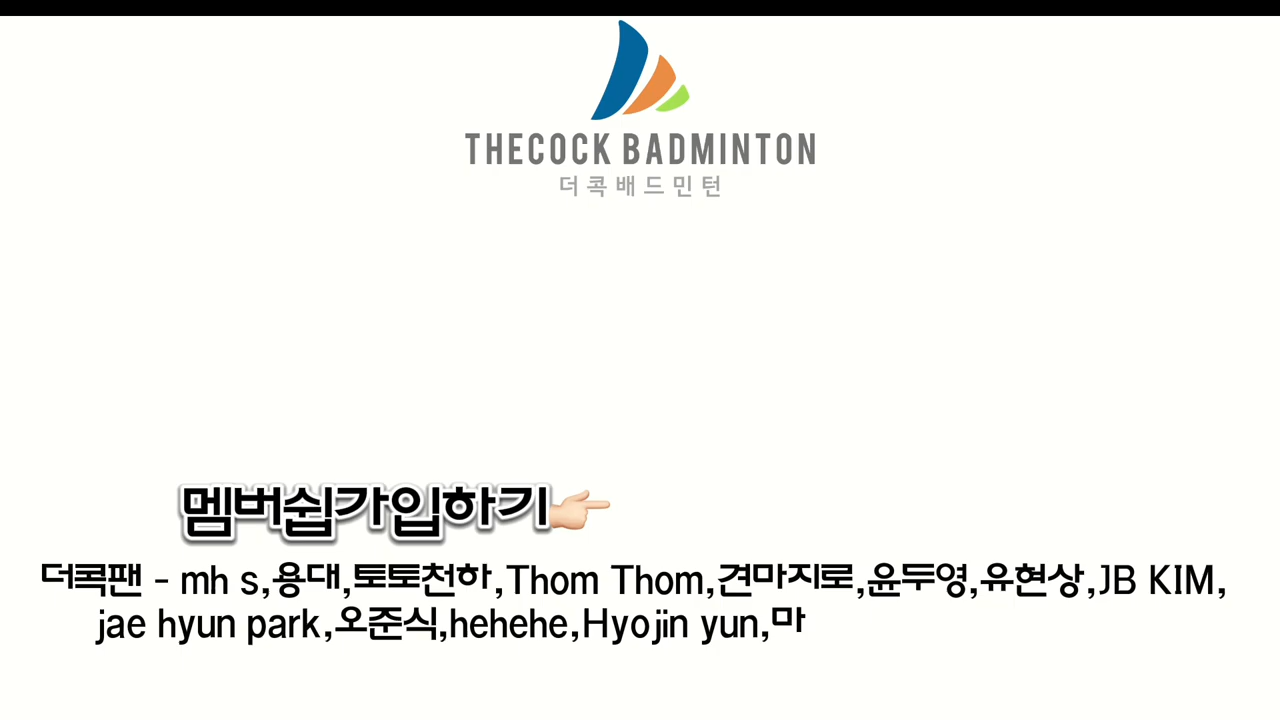 THECOCK BADMINTON
더콕배드민턴
멤버쉽가입하기
더콕팬 - mh s,용대,토토천하,Thom Thom,견마지로,윤두영,유현상,JB KIM,
jae hyun park,오준식,hehehe,Hyojin yun,마